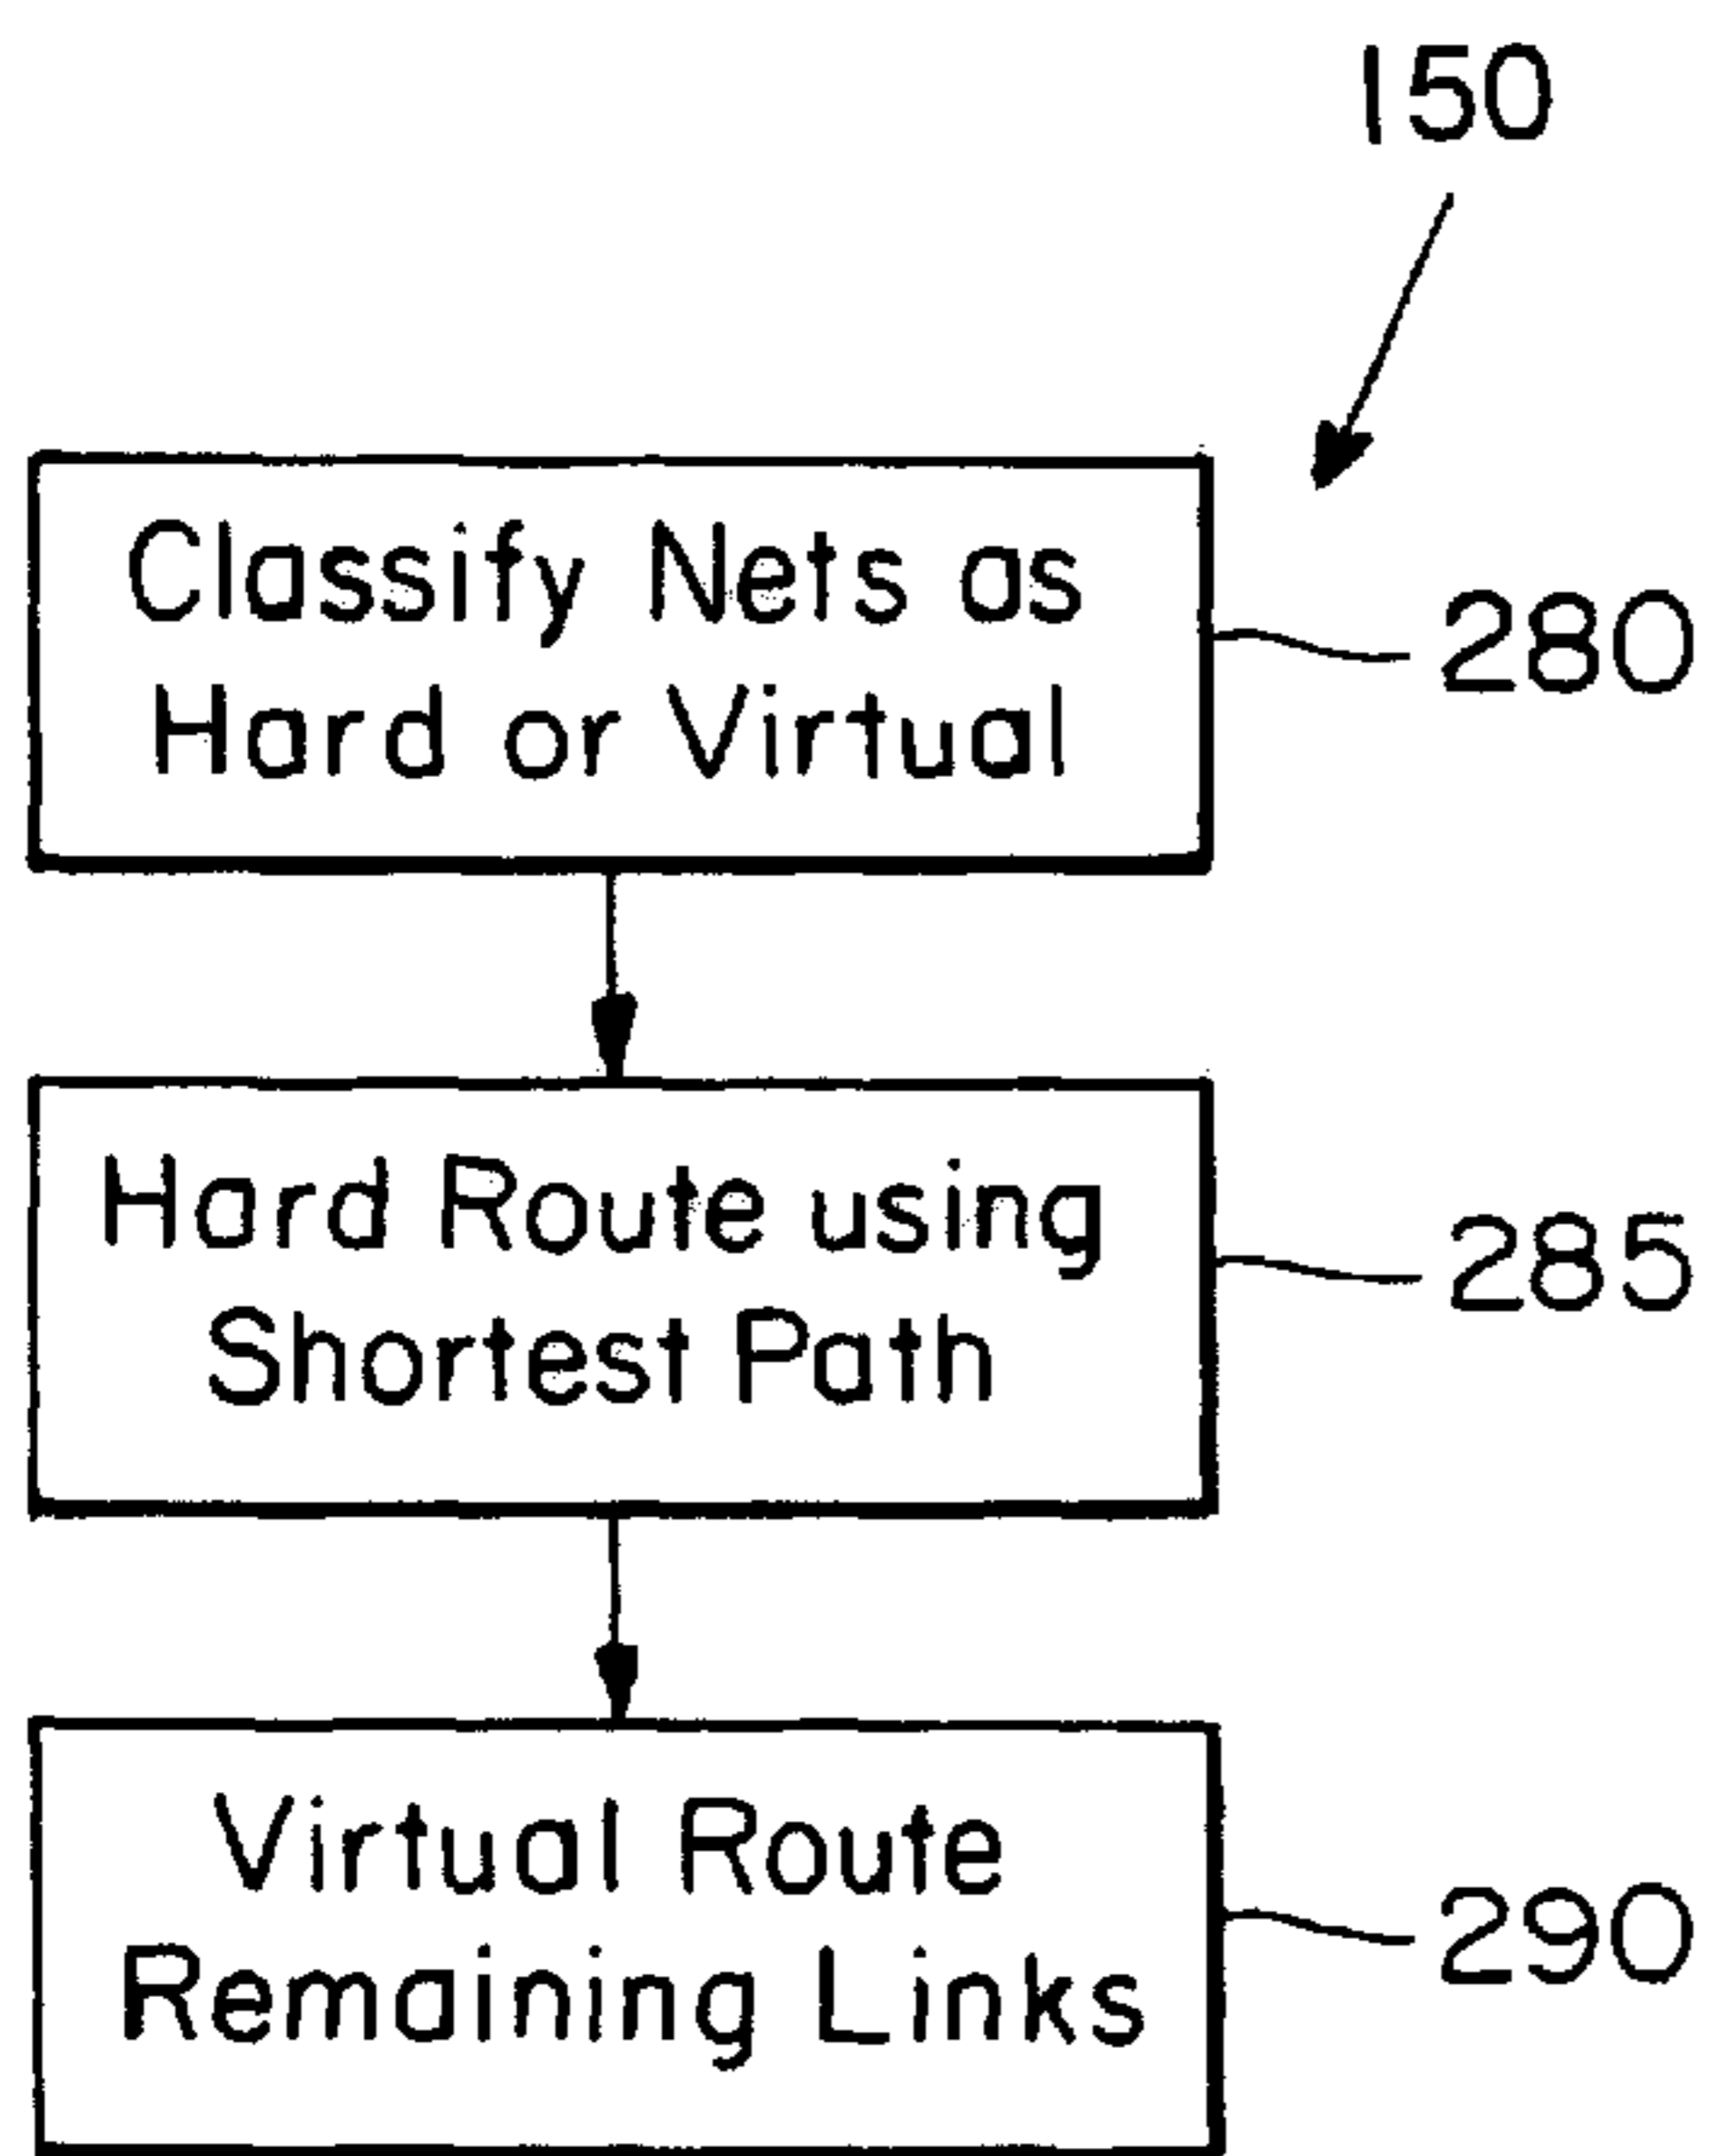 150
Classify Nets as
Hard or Virtual
280
Hard Route using
Shortest Path
285
Virtual Route
Remaining Links
290